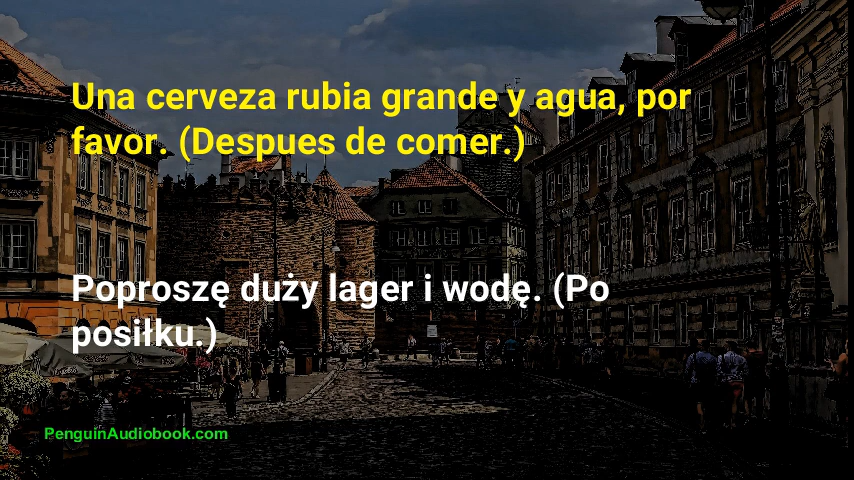 Una cerveza rubia grande y agua, por
favor. (Despues de comer.)
Poproszę duży lager i wodę. (Po
posiłku.)
PenguinAudiobook.com